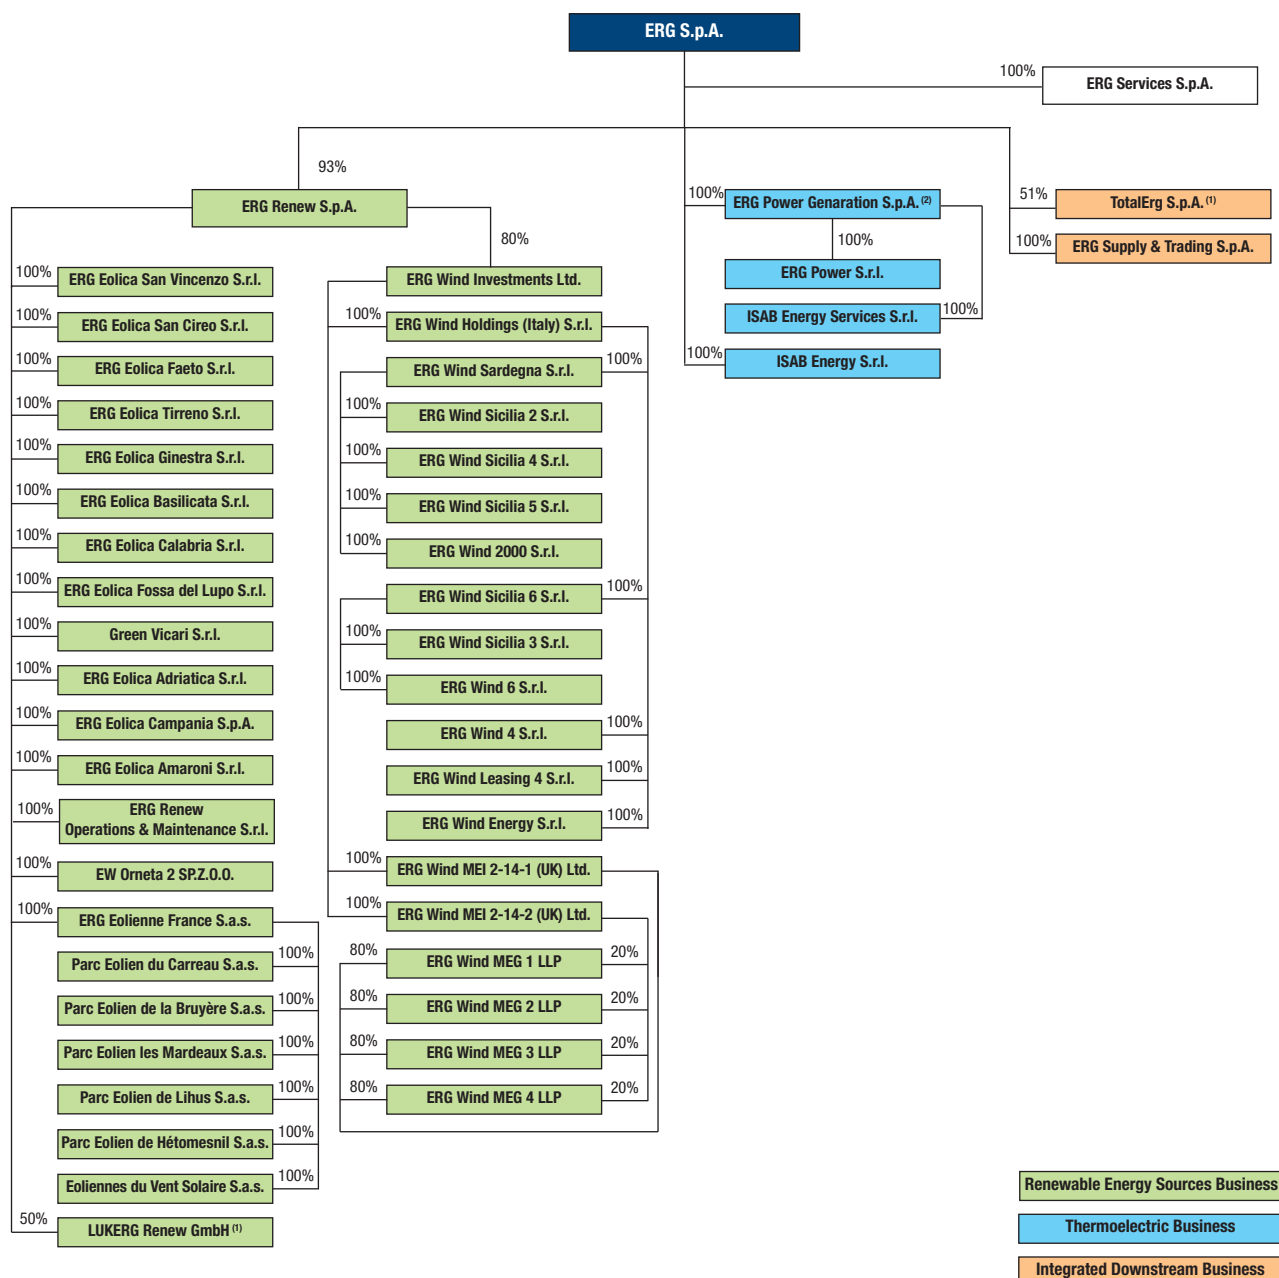 ERG S.p.A.
100%
ERG Services S.p.A.
93%
ERG Renew S.p.A.
100%
ERG Power Genaration S.p.A. (2)
51%
TotalErg S.p.A. (1)
80%
100%
100%
ERG Supply & Trading S.p.A.
100%
ERG Eolica San Vincenzo S.r.l.
ERG Wind Investments Ltd.
ERG Power S.r.l.
100%
ERG Eolica San Cireo S.r.l.
100%
ERG Wind Holdings (Italy) S.r.l.
ISAB Energy Services S.r.l.
100%
100%
ERG Eolica Faeto S.r.l.
ERG Wind Sardegna S.r.l.
100%
100%
ISAB Energy S.r.l.
100%
ERG Eolica Tirreno S.r.l.
100%
ERG Wind Sicilia 2 S.r.l.
100%
ERG Eolica Ginestra S.r.l.
100%
ERG Wind Sicilia 4 S.r.l.
100%
ERG Eolica Basilicata S.r.l.
100%
ERG Wind Sicilia 5 S.r.l.
100%
ERG Eolica Calabria S.r.l.
100%
ERG Wind 2000 S.r.l.
100%
ERG Eolica Fossa del Lupo S.r.l.
ERG Wind Sicilia 6 S.r.l.
100%
100%
Green Vicari S.r.l.
100%
ERG Wind Sicilia 3 S.r.l.
100%
ERG Eolica Adriatica S.r.l.
100%
ERG Wind 6 S.r.l.
100%
ERG Eolica Campania S.p.A.
ERG Wind 4 S.r.l.
100%
100%
ERG Eolica Amaroni S.r.l.
ERG Wind Leasing 4 S.r.l.
100%
100%
ERG Renew
Operations & Maintenance S.r.l.
ERG Wind Energy S.r.l.
100%
100%
EW Orneta 2 SP.Z.O.O.
100%
ERG Wind MEI 2-14-1 (UK) Ltd.
100%
ERG Eolienne France S.a.s.
100%
ERG Wind MEI 2-14-2 (UK) Ltd.
Parc Eolien du Carreau S.a.s.
100%
80%
ERG Wind MEG 1 LLP
20%
Parc Eolien de la Bruyère S.a.s.
100%
80%
ERG Wind MEG 2 LLP
20%
Parc Eolien les Mardeaux S.a.s.
100%
80%
ERG Wind MEG 3 LLP
20%
Parc Eolien de Lihus S.a.s.
100%
80%
ERG Wind MEG 4 LLP
20%
Parc Eolien de Hétomesnil S.a.s.
100%
Eoliennes du Vent Solaire S.a.s.
100%
50%
LUKERG Renew GmbH (1)
Renewable Energy Sources Business
Thermoelectric Business
Integrated Downstream Business